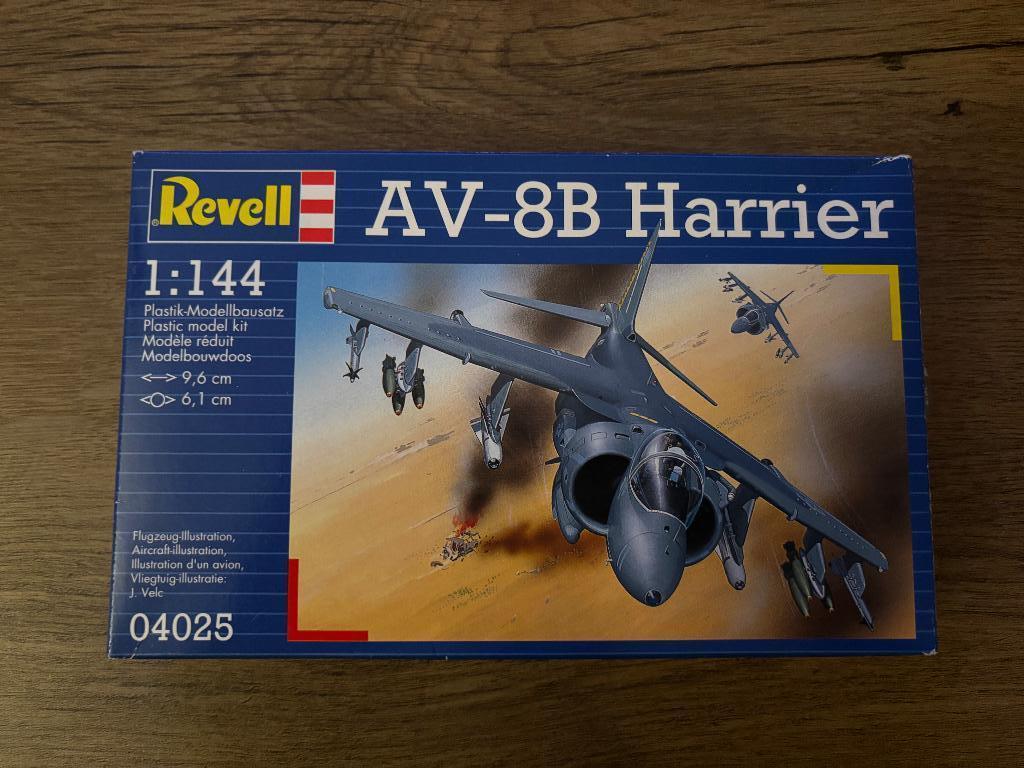 ® Revell
AV-8B Harrier
1:144
Plastik-Modellbausatz
Plastic model kit
Modèle réduit
Modelbouwdoos
9,6 cm
6,1 cm
Flugzeug-Illustration,
Aircraft-illustration,
Illustration d'un avion,
Vliegtuig-illustratie:
J. Velc
04025